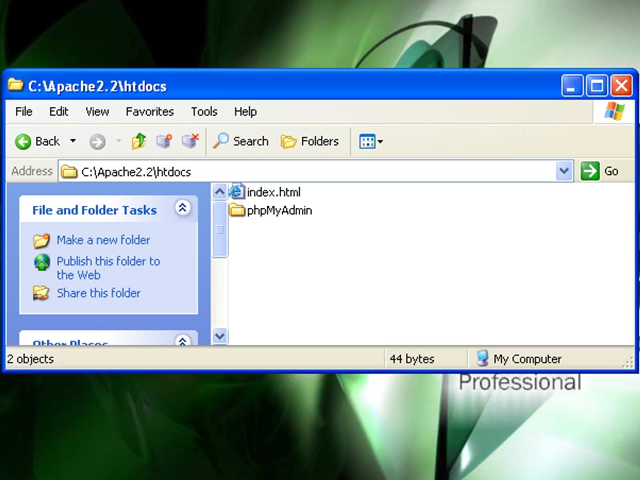 C:\Apache2.2\htdocs
File Edit View Favorites Tools Help
Back Search Folders
Address C:\Apache2.2\htdocs Go
File and Folder Tasks
Make a new folder
Publish this folder to
the Web
Share this folder
Other Places
index.html
phpMyAdmin
2 objects 44 bytes My Computer
Professional